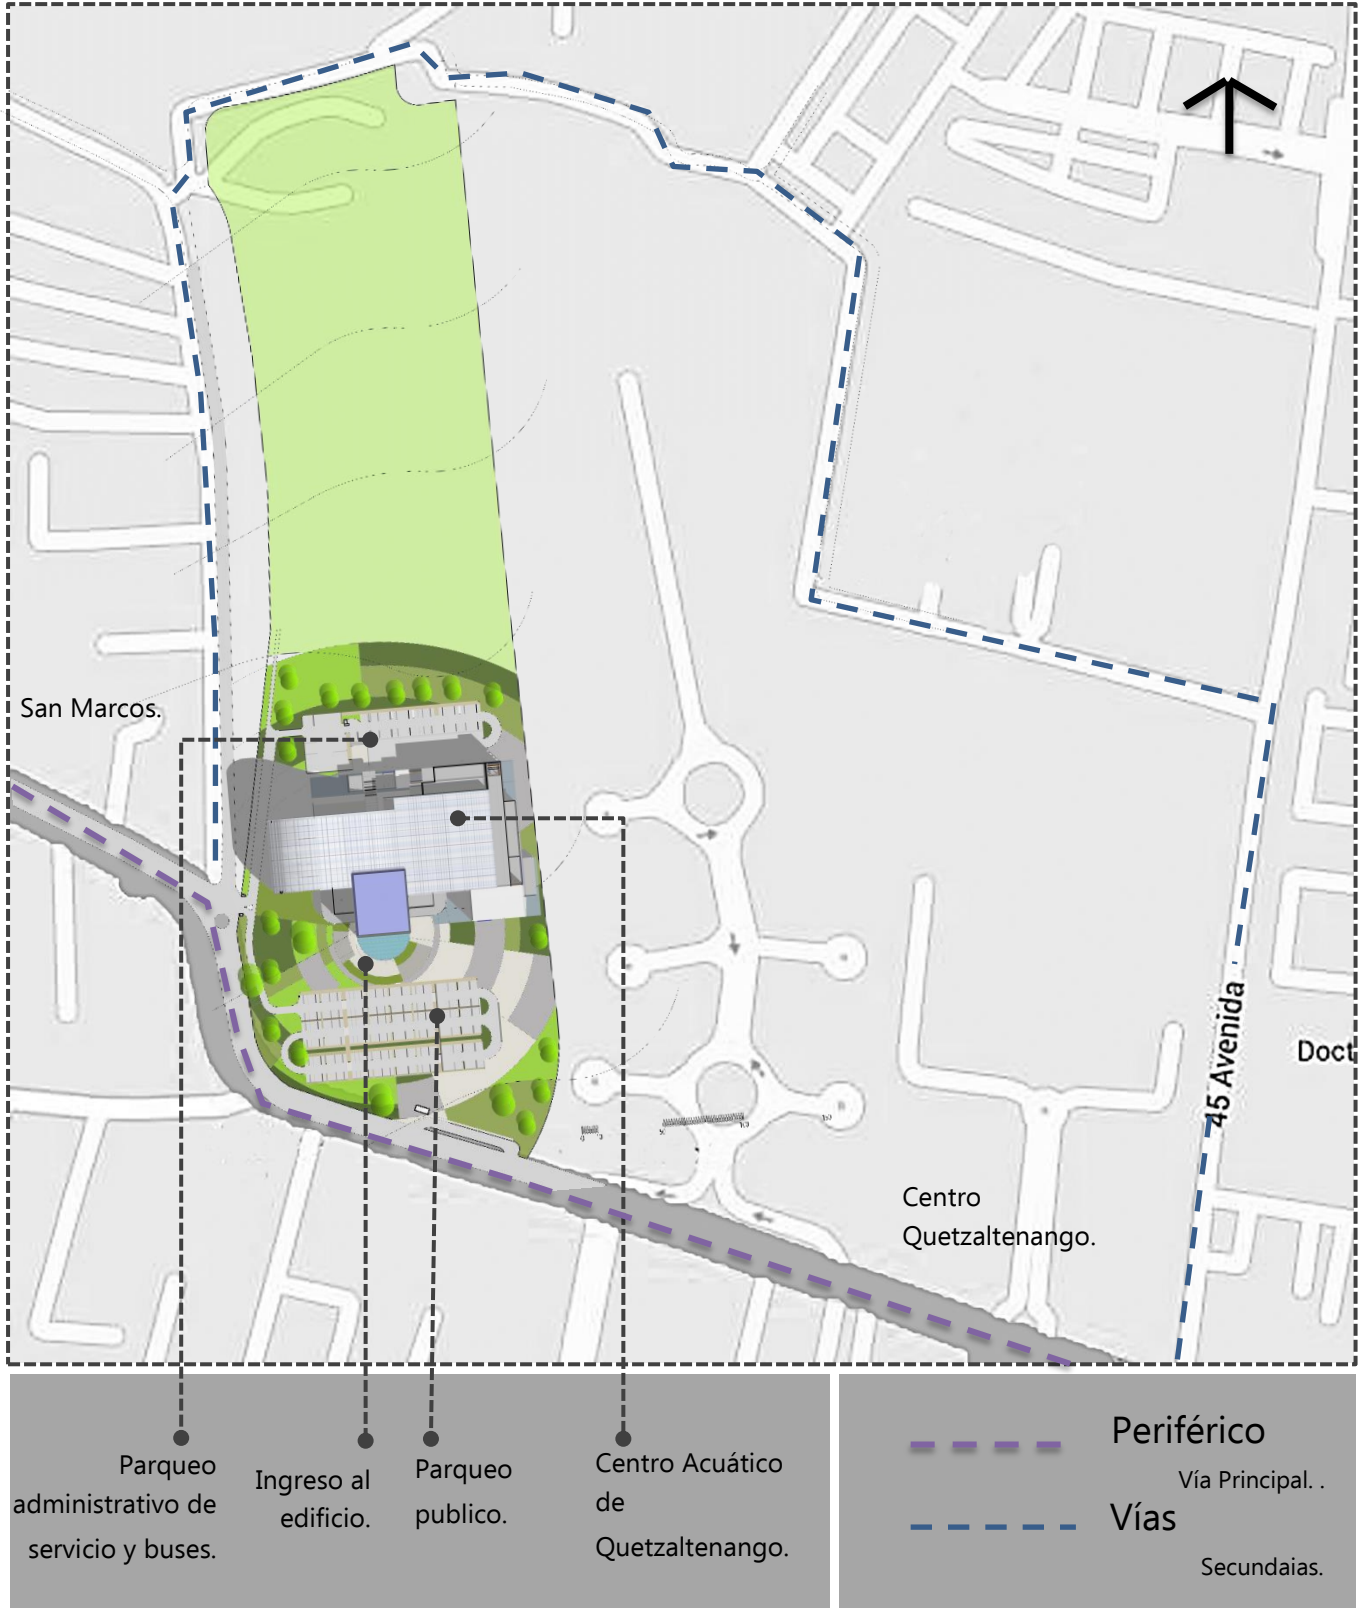 San Marcos.
45 Avenida
Doct
Centro
Quetzaltenango.
Parqueo
administrativo de
servicio y buses.
Ingreso al
edificio.
Parqueo
publico.
Centro Acuático
de
Quetzaltenango.
Periférico
Vía Principal. .
Vías
Secundaias.